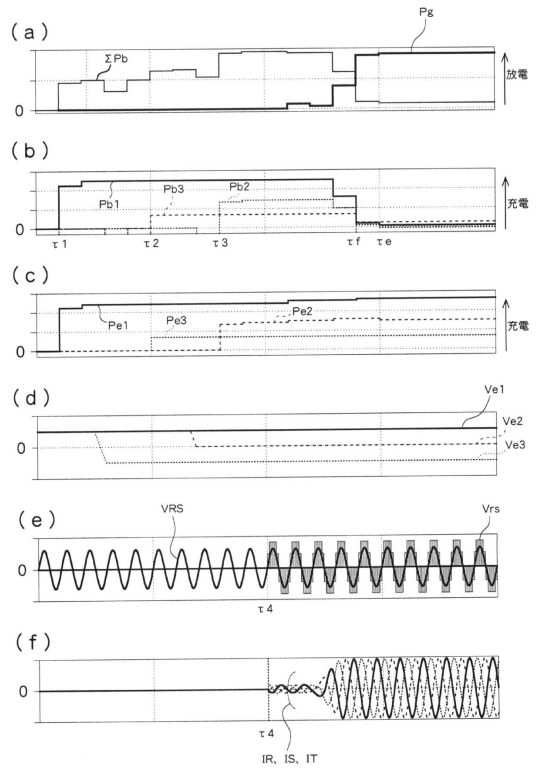 (a)
Pg
ΣPb
0
放電
(b)
Pb3
Pb2
Pb1
0
τ1
τ2
τ3
τf
τe
充電
(c)
Pe1
Pe3
Pe2
0
充電
(d)
Ve1
Ve2
Ve3
0
(e)
VRS
Vrs
0
τ4
(f)
0
τ4
IR、IS、IT